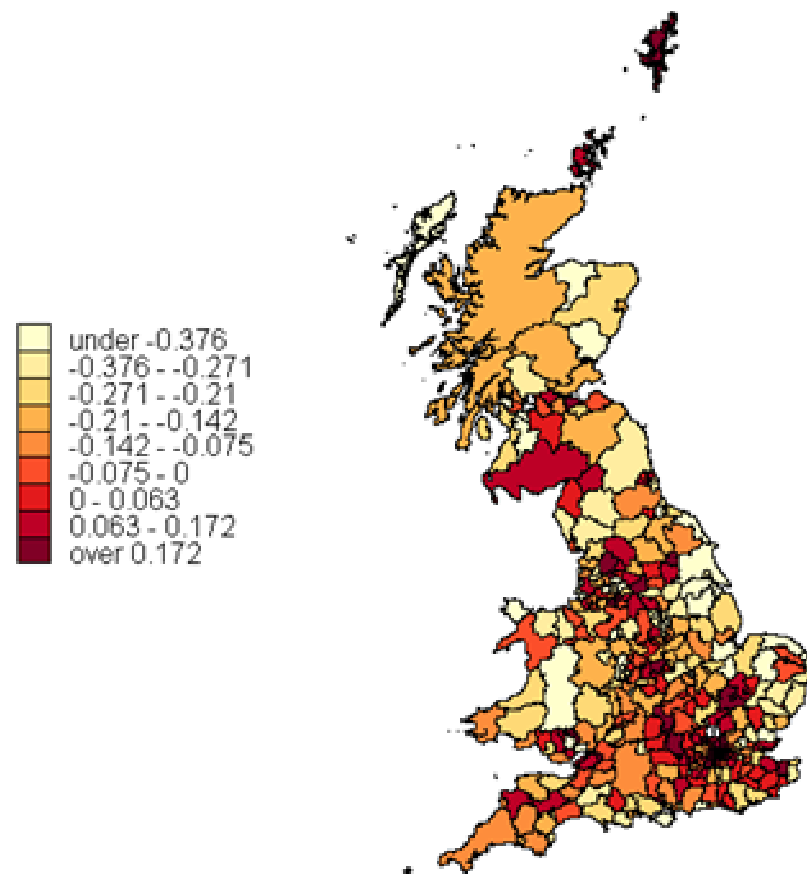 under -0.376
-0.376 - -0.271
-0.271 - -0.21
-0.21 - -0.142
-0.142 - -0.075
-0.075 - 0
0 - 0.063
0.063 - 0.172
over 0.172